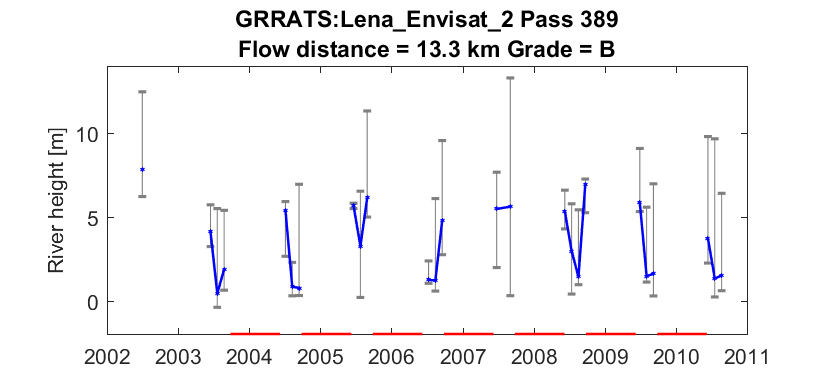 GRRATS:Lena_Envisat_2 Pass 389
Flow distance = 13.3 km Grade = B
River height [m]
10
5
0
2002 2003 2004 2005 2006 2007 2008 2009 2010 2011